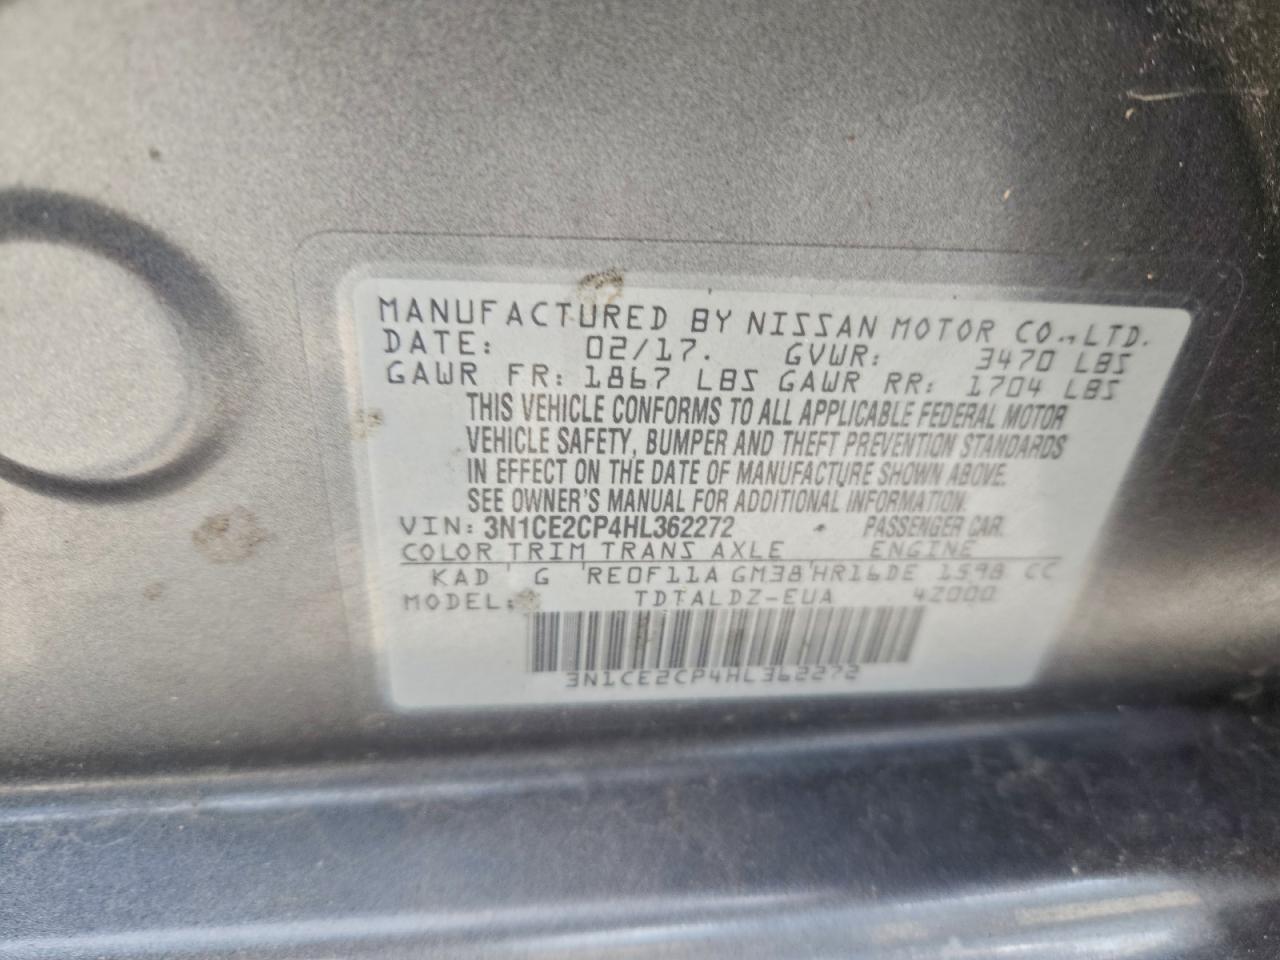 MANUFACTURED BY NISSAN MOTOR CO.,LTD.
DATE: 02/17. GVWR: 3470 LBS
GAWR FR: 1867 LBS GAWR RR: 1704 LBS
THIS VEHICLE CONFORMS TO ALL APPLICABLE FEDERAL MOTOR
VEHICLE SAFETY, BUMPER AND THEFT PREVENTION STANDARDS
IN EFFECT ON THE DATE OF MANUFACTURE SHOWN ABOVE.
SEE OWNER'S MANUAL FOR ADDITIONAL INFORMATION.
VIN: 3N1CE2CP4HL362272 PASSENGER CAR.
COLOR TRIM TRANS AXLE ENGINE
KAD G RE0F11A GM38 HR16DE 1598 CC
MODEL: TDTALDZ-EUA 42000
3N1CE2CP4HL362272